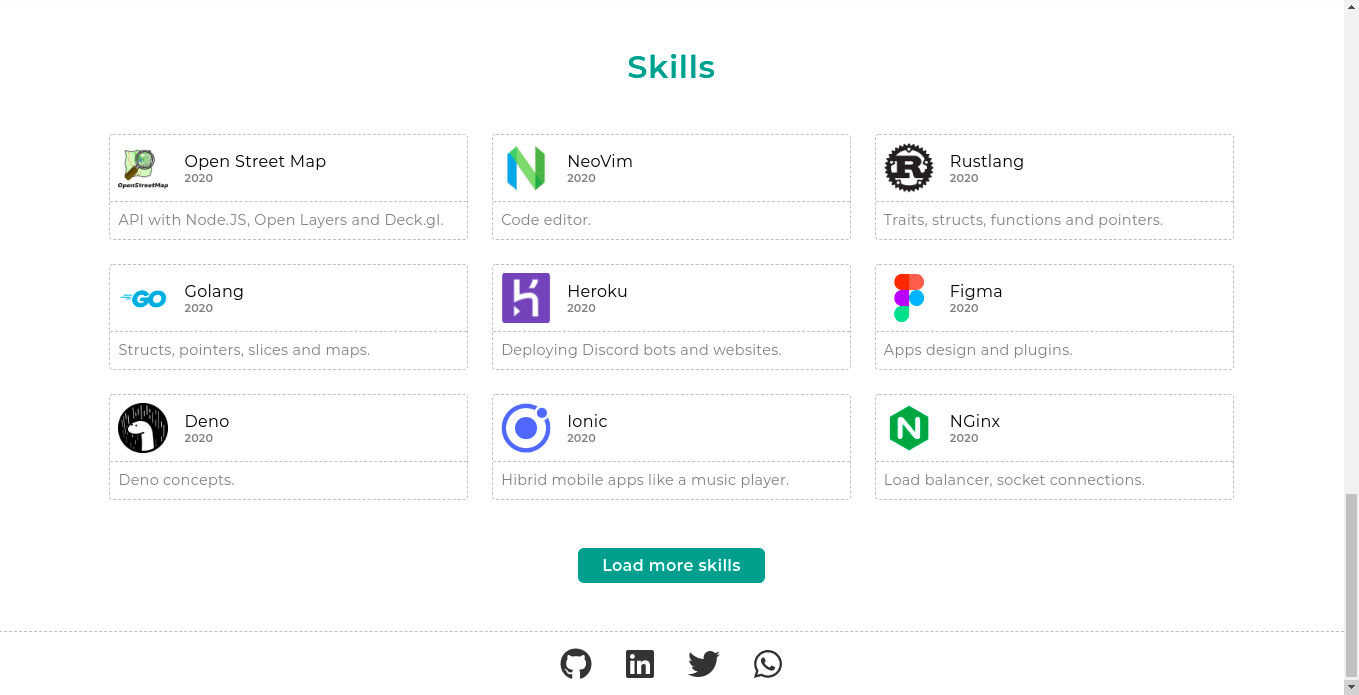 Skills
Open Street Map
2020
OpenStreetMap
API with Node.JS, Open Layers and Deck.gl.
NeoVim
2020
Code editor.
Rustlang
2020
Traits, structs, functions and pointers.
Golang
2020
GO
Structs, pointers, slices and maps.
Heroku
2020
Deploying Discord bots and websites.
Figma
2020
Apps design and plugins.
Deno
2020
Deno concepts.
Ionic
2020
Hibrid mobile apps like a music player.
NGinx
2020
Load balancer, socket connections.
Load more skills